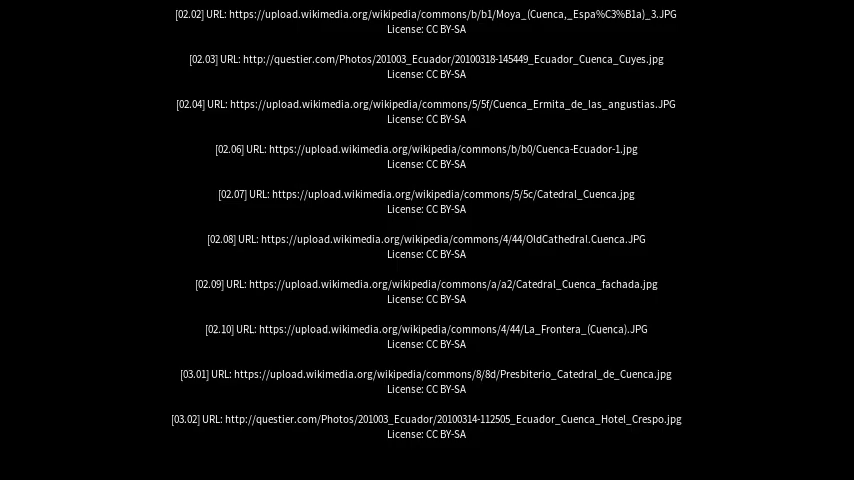 [02.02] URL: https://upload.wikimedia.org/wikipedia/commons/b/b1/Moya_(Cuenca,_Espa%C3%B1a)_3.JPG
License: CC BY-SA
[02.03] URL: http://questier.com/Photos/201003_Ecuador/20100318-145449_Ecuador_Cuenca_Cuyes.jpg
License: CC BY-SA
[02.04] URL: https://upload.wikimedia.org/wikipedia/commons/5/5f/Cuenca_Ermita_de_las_angustias.JPG
License: CC BY-SA
[02.06] URL: https://upload.wikimedia.org/wikipedia/commons/b/b0/Cuenca-Ecuador-1.jpg
License: CC BY-SA
[02.07] URL: https://upload.wikimedia.org/wikipedia/commons/5/5c/Catedral_Cuenca.jpg
License: CC BY-SA
[02.08] URL: https://upload.wikimedia.org/wikipedia/commons/4/44/OldCathedral.Cuenca.JPG
License: CC BY-SA
[02.09] URL: https://upload.wikimedia.org/wikipedia/commons/a/a2/Catedral_Cuenca_fachada.jpg
License: CC BY-SA
[02.10] URL: https://upload.wikimedia.org/wikipedia/commons/4/44/La_Frontera_(Cuenca).JPG
License: CC BY-SA
[03.01] URL: https://upload.wikimedia.org/wikipedia/commons/8/8d/Presbiterio_Catedral_de_Cuenca.jpg
License: CC BY-SA
[03.02] URL: http://questier.com/Photos/201003_Ecuador/20100314-112505_Ecuador_Cuenca_Hotel_Crespo.jpg
License: CC BY-SA